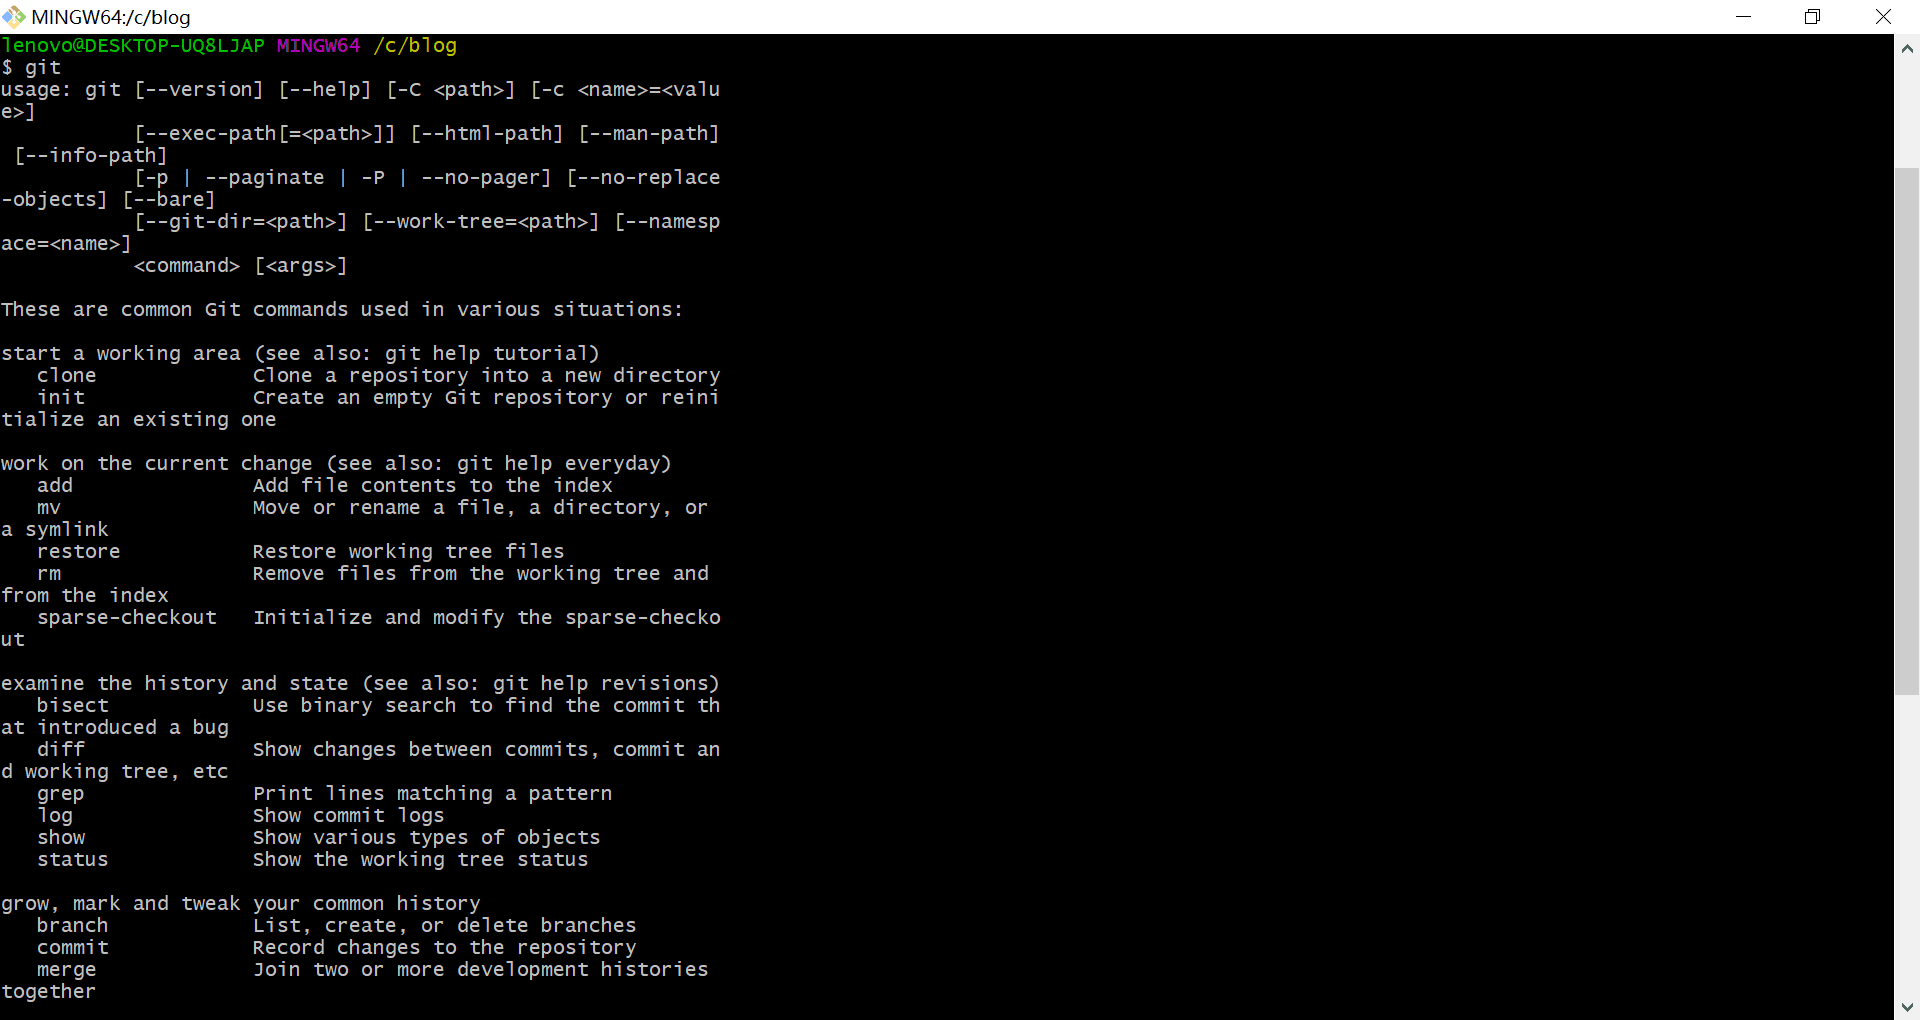 MINGW64:/c/blog
lenovo@DESKTOP-UQ8LJAP MINGW64 /c/blog
$ git
usage: git [--version] [--help] [-C <path>] [-c <name>=<valu
e>]
           [--exec-path[=<path>]] [--html-path] [--man-path]
 [--info-path]
           [-p | --paginate | -P | --no-pager] [--no-replace
-objects] [--bare]
           [--git-dir=<path>] [--work-tree=<path>] [--namesp
ace=<name>]
           <command> [<args>]

These are common Git commands used in various situations:

start a working area (see also: git help tutorial)
   clone             Clone a repository into a new directory
   init              Create an empty Git repository or reini
tialize an existing one

work on the current change (see also: git help everyday)
   add               Add file contents to the index
   mv                Move or rename a file, a directory, or
a symlink
   restore           Restore working tree files
   rm                Remove files from the working tree and
from the index
   sparse-checkout   Initialize and modify the sparse-checko
ut

examine the history and state (see also: git help revisions)
   bisect            Use binary search to find the commit th
at introduced a bug
   diff              Show changes between commits, commit an
d working tree, etc
   grep              Print lines matching a pattern
   log               Show commit logs
   show              Show various types of objects
   status            Show the working tree status

grow, mark and tweak your common history
   branch            List, create, or delete branches
   commit            Record changes to the repository
   merge             Join two or more development histories
together